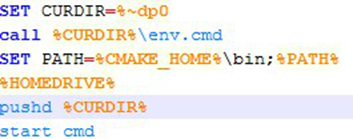 SET CURDIR=%~dp0
call %CURDIR%\env.cmd
SET PATH=%CMAKE_HOME%\bin;%PATH%
%HOMEDRIVE%
pushd %CURDIR%
start cmd